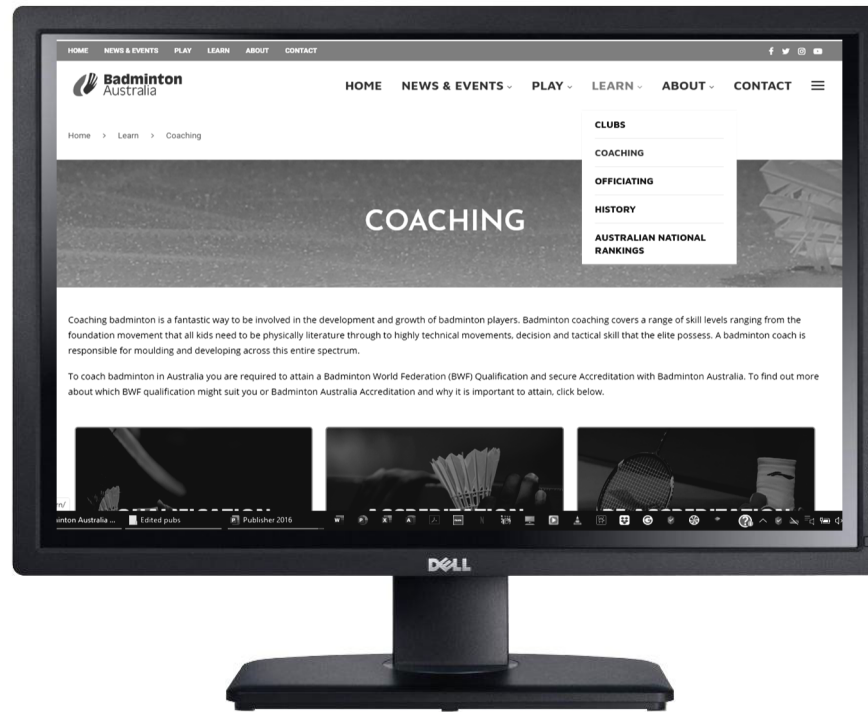 HOME NEWS & EVENTS PLAY LEARN ABOUT CONTACT
Badminton
Australia
HOME NEWS & EVENTS PLAY LEARN ABOUT CONTACT
Home > Learn > Coaching
CLUBS
COACHING
OFFICIATING
HISTORY
AUSTRALIAN NATIONAL
RANKINGS
COACHING
Coaching badminton is a fantastic way to be involved in the development and growth of badminton players. Badminton coaching covers a range of skill levels ranging from the
foundation movement that all kids need to be physically literature through to highly technical movements, decision and tactical skill that the elite possess. A badminton coach is
responsible for moulding and developing across this entire spectrum.
To coach badminton in Australia you are required to attain a Badminton World Federation (BWF) Qualification and secure Accreditation with Badminton Australia. To find out more
about which BWF qualification might suit you or Badminton Australia Accreditation and why it is important to attain, click below.
inton Australia ... Edited pubs Publisher 2016
DELL